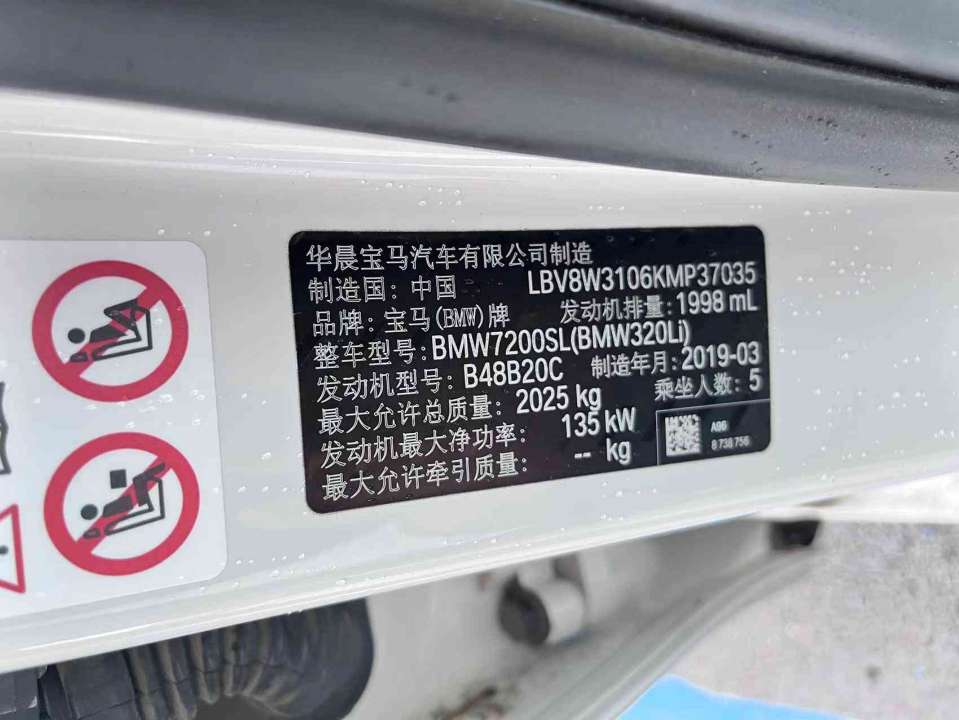 华晨宝马汽车有限公司制造
制造国：中国 LBV8W3106KMP37035
品牌：宝马(BMW)牌 发动机排量：1998 mL
整车型号：BMW7200SL(BMW320Li)
发动机型号：B48B20C 制造年月：2019-03
最大允许总质量：2025 kg 乘坐人数：5
发动机最大净功率：135 kW
最大允许牵引质量：-- kg
A96
8 738 756